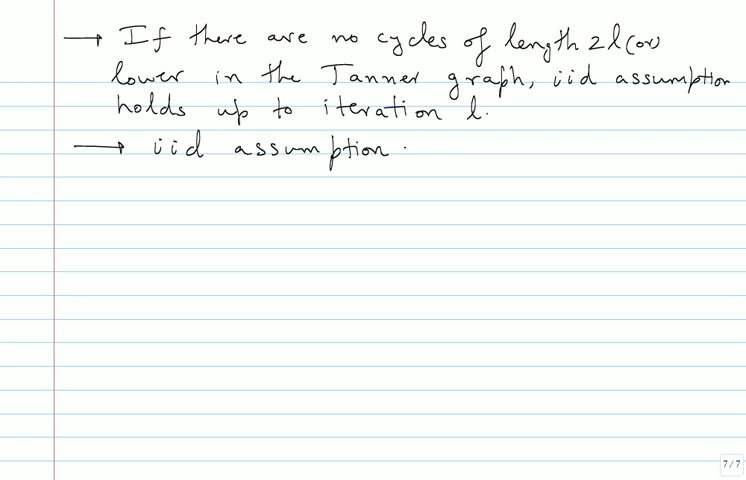 → If there are no cycles of length 2l (or)
lower in the Tanner graph, iid assumption
holds up to iteration l.
→ iid assumption .
7/7